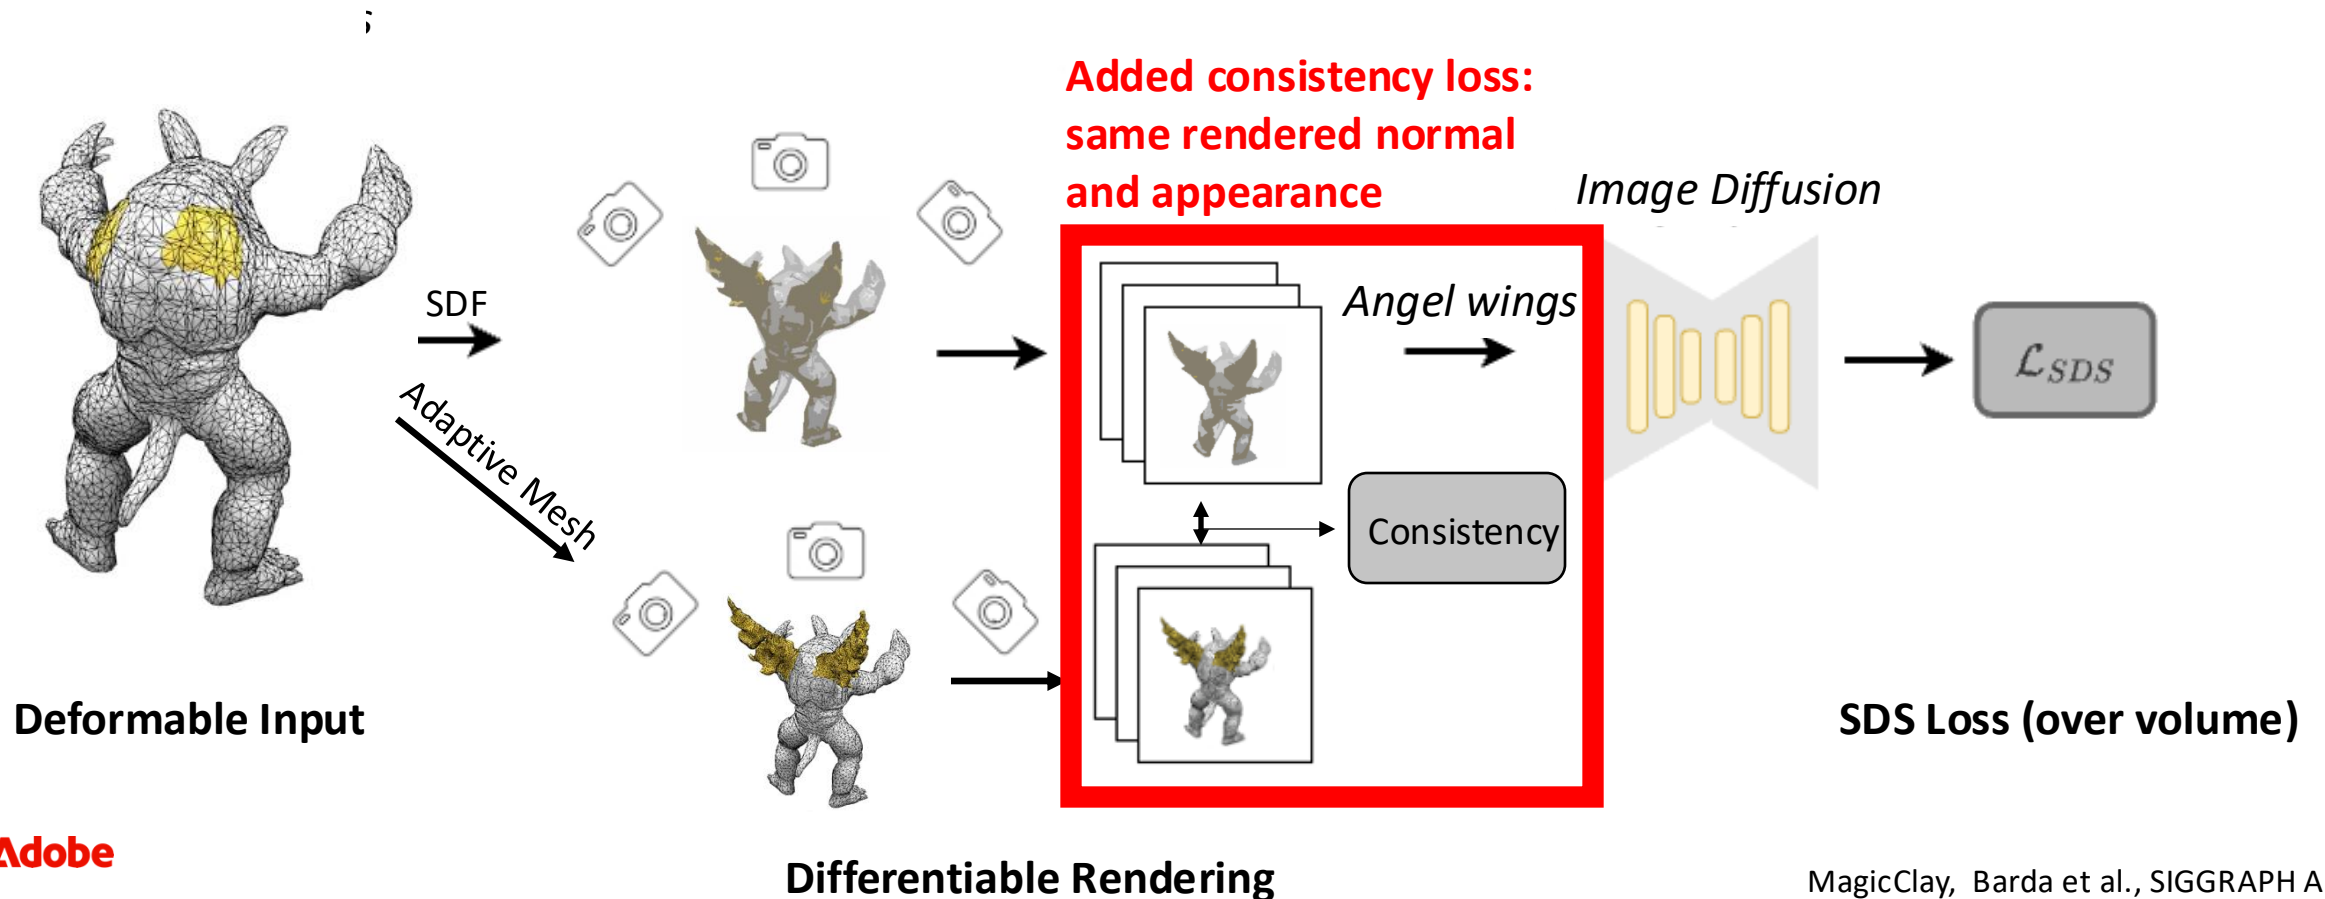 Added consistency loss:
same rendered normal
and appearance
Image Diffusion
SDF
Angel wings
Adaptive Mesh
ℒSDS
Consistency
Deformable Input
SDS Loss (over volume)
Adobe
Differentiable Rendering
MagicClay, Barda et al., SIGGRAPH A